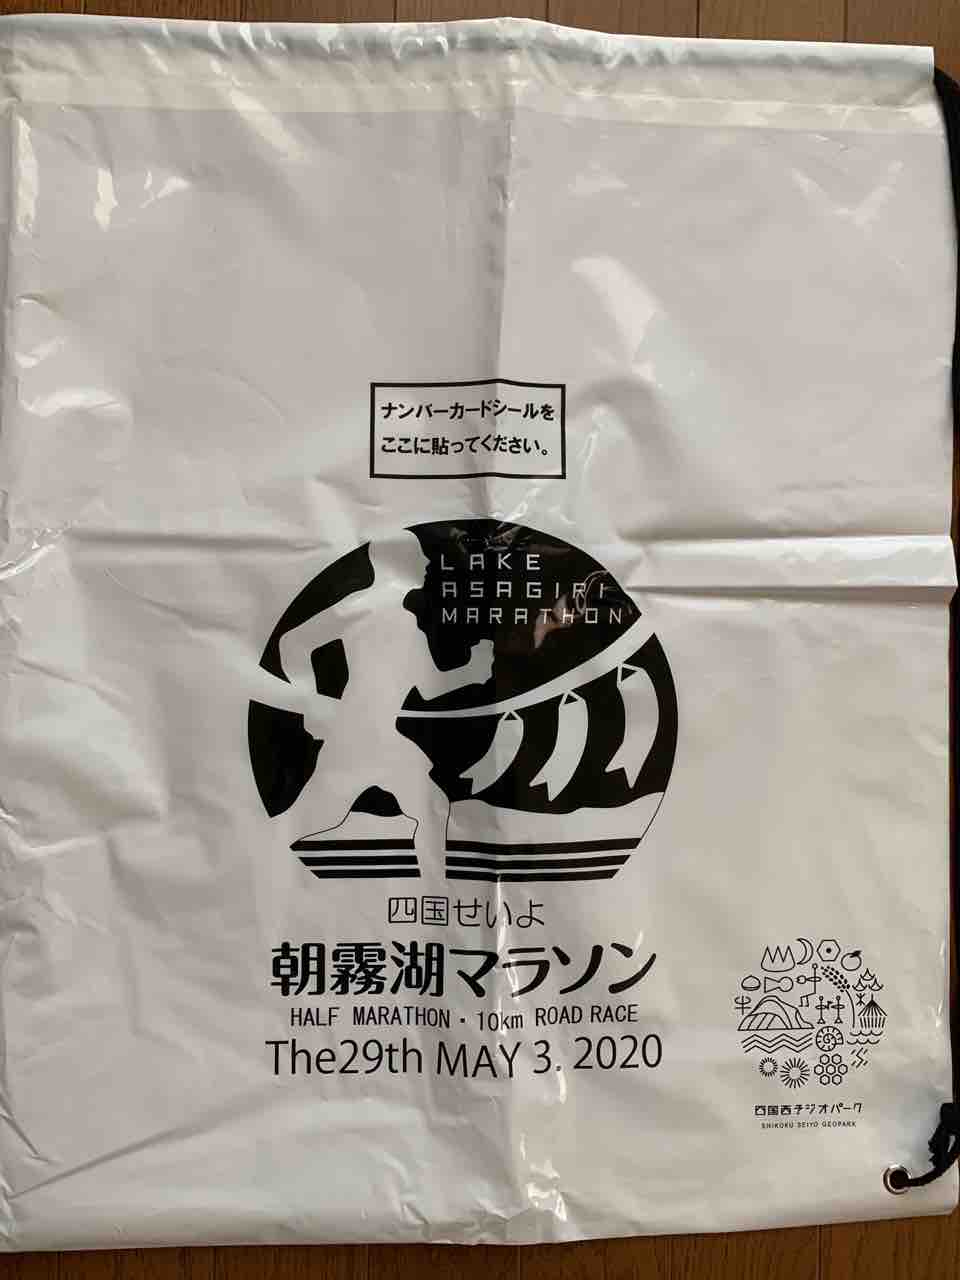 ナンバーカードシールを
ここに貼ってください。
LAKE
ASAGIRI
MARATHON
四国せいよ
朝霧湖マラソン
HALF MARATHON・10km ROAD RACE
The29th MAY 3. 2020
四国西予ジオパーク
SHIKOKU SEIYO GEOPARK